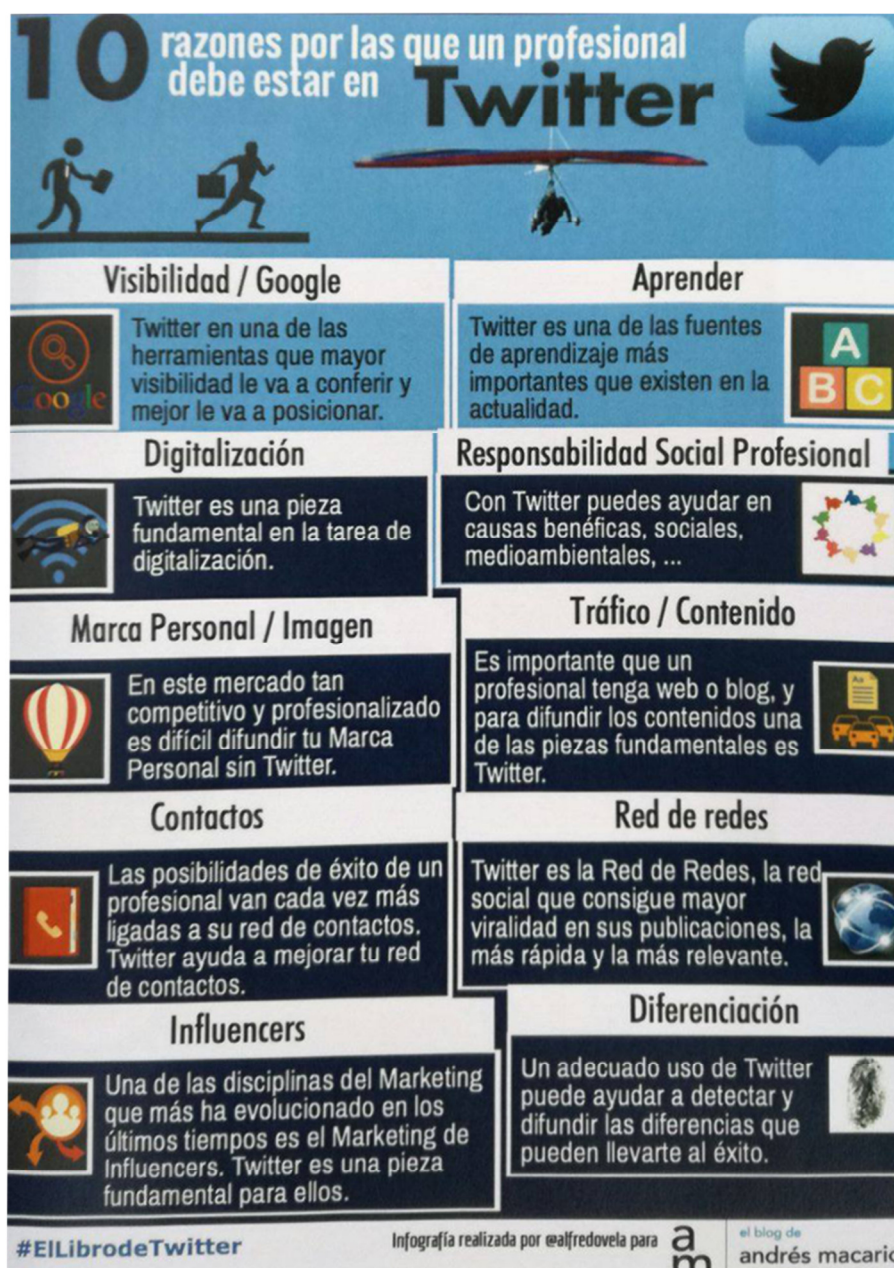 10 razones por las que un profesional
debe estar en Twitter
Visibilidad / Google
Google
Twitter en una de las
herramientas que mayor
visibilidad le va a conferir y
mejor le va a posicionar.
Aprender
Twitter es una de las fuentes
de aprendizaje más
importantes que existen en la
actualidad.
A
B C
Digitalización
Twitter es una pieza
fundamental en la tarea de
digitalización.
Responsabilidad Social Profesional
Con Twitter puedes ayudar en
causas benéficas, sociales,
medioambientales, ...
Marca Personal / Imagen
En este mercado tan
competitivo y profesionalizado
es difícil difundir tu Marca
Personal sin Twitter.
Tráfico / Contenido
Es importante que un
profesional tenga web o blog, y
para difundir los contenidos una
de las piezas fundamentales es
Twitter.
Aa
Contactos
Las posibilidades de éxito de un
profesional van cada vez más
ligadas a su red de contactos.
Twitter ayuda a mejorar tu red
de contactos.
Red de redes
Twitter es la Red de Redes, la red
social que consigue mayor
viralidad en sus publicaciones, la
más rápida y la más relevante.
Influencers
Una de las disciplinas del Marketing
que más ha evolucionado en los
últimos tiempos es el Marketing de
Influencers. Twitter es una pieza
fundamental para ellos.
Diferenciación
Un adecuado uso de Twitter
puede ayudar a detectar y
difundir las diferencias que
pueden llevarte al éxito.
#ElLibrodeTwitter
Infografía realizada por @alfredovela para
a
m
el blog de
andrés macario